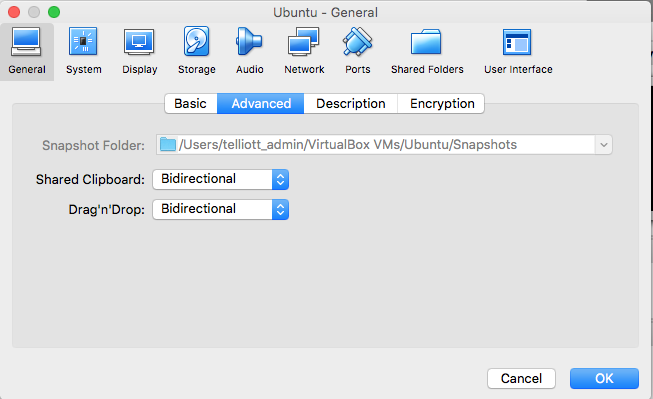 Ubuntu - General
General System Display Storage Audio Network Ports Shared Folders User Interface
Basic Advanced Description Encryption
Snapshot Folder: /Users/telliott_admin/VirtualBox VMs/Ubuntu/Snapshots
Shared Clipboard: Bidirectional
Drag'n'Drop: Bidirectional
Cancel OK